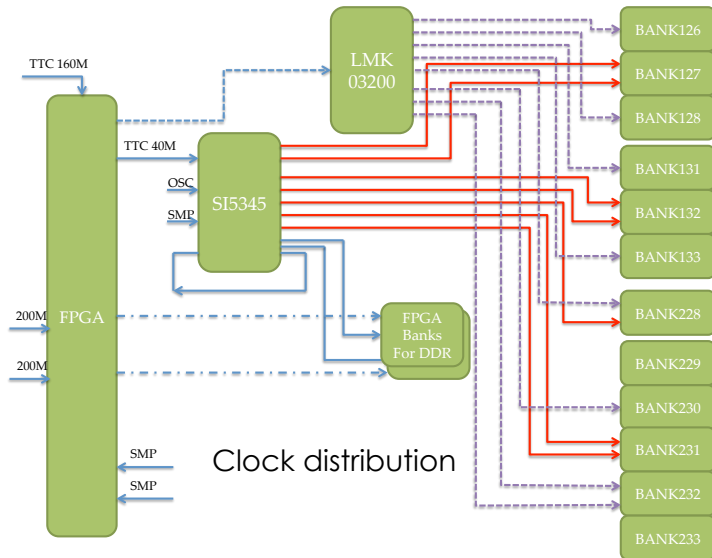 TTC 160M
LMK
03200
BANK126
BANK127
BANK128
TTC 40M
OSC
SMP
SI5345
BANK131
BANK132
BANK133
200M
FPGA
200M
FPGA
Banks
For DDR
BANK228
BANK229
BANK230
BANK231
BANK232
BANK233
SMP
SMP
Clock distribution